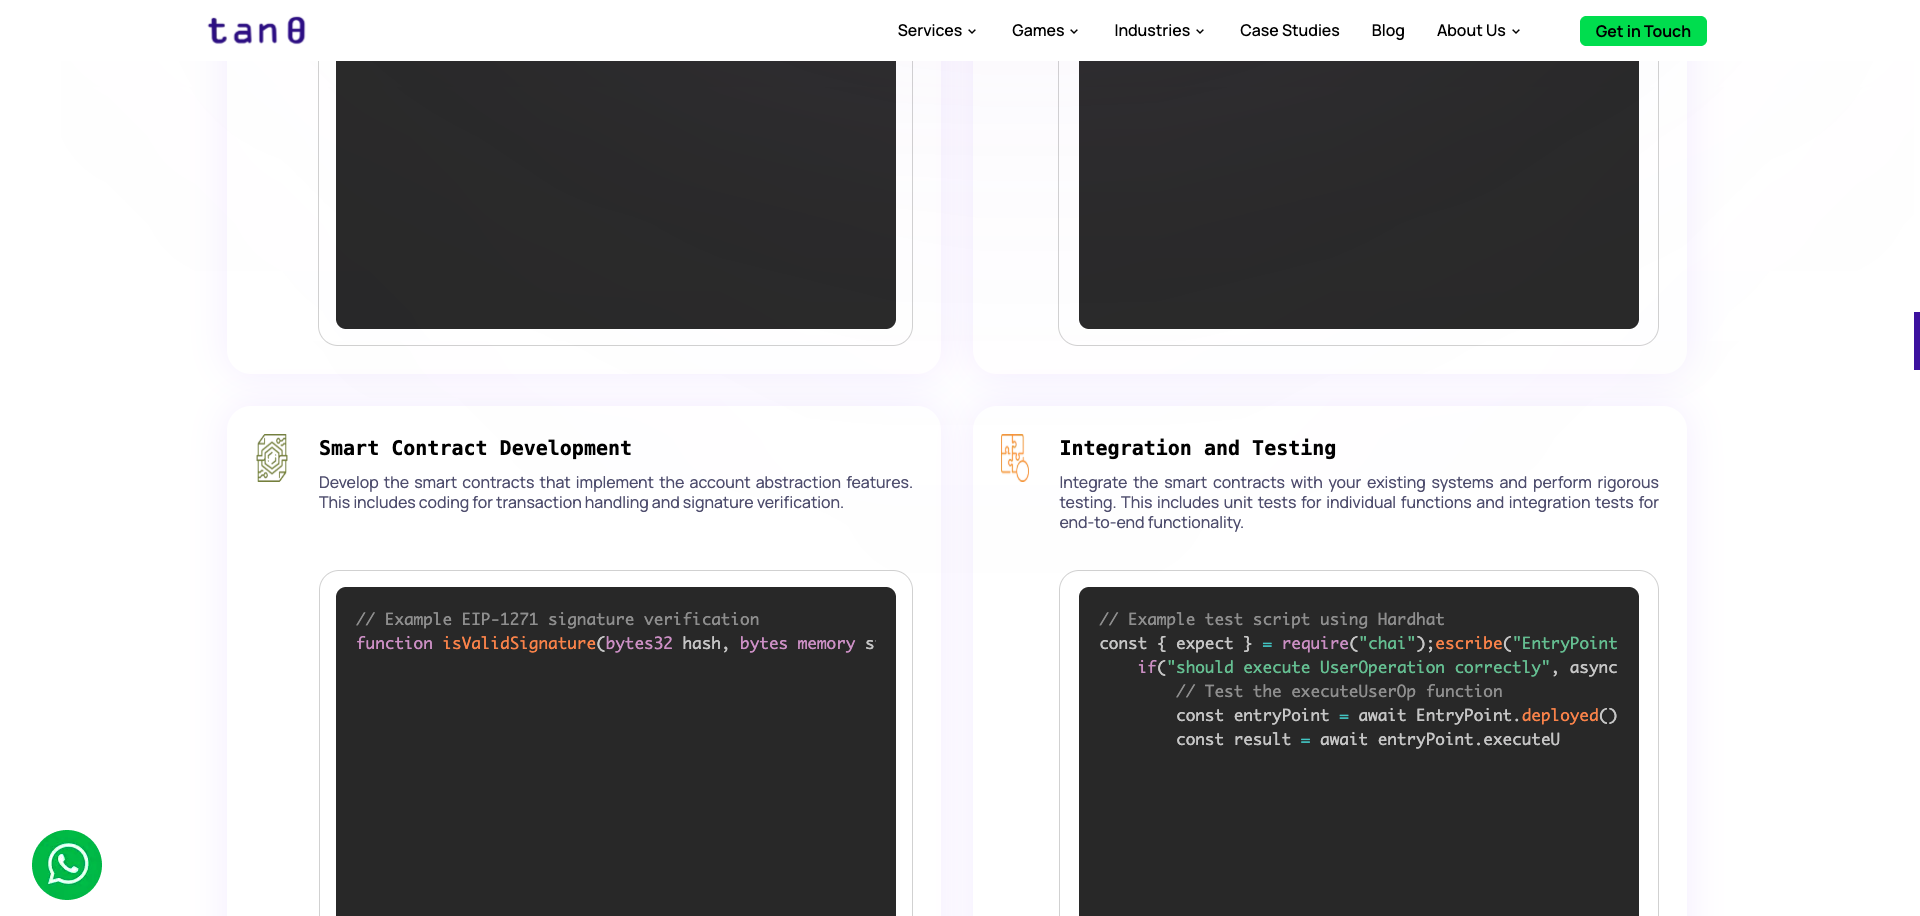 tan θ
Services
Games
Industries
Case Studies
Blog
About Us
Get in Touch
Smart Contract Development
Develop the smart contracts that implement the account abstraction features.
This includes coding for transaction handling and signature verification.
// Example EIP-1271 signature verification
function isValidSignature(bytes32 hash, bytes memory s
Integration and Testing
Integrate the smart contracts with your existing systems and perform rigorous
testing. This includes unit tests for individual functions and integration tests for
end-to-end functionality.
// Example test script using Hardhat
const { expect } = require("chai");escribe("EntryPoint
if("should execute UserOperation correctly", async
// Test the executeUserOp function
const entryPoint = await EntryPoint.deployed()
const result = await entryPoint.executeU